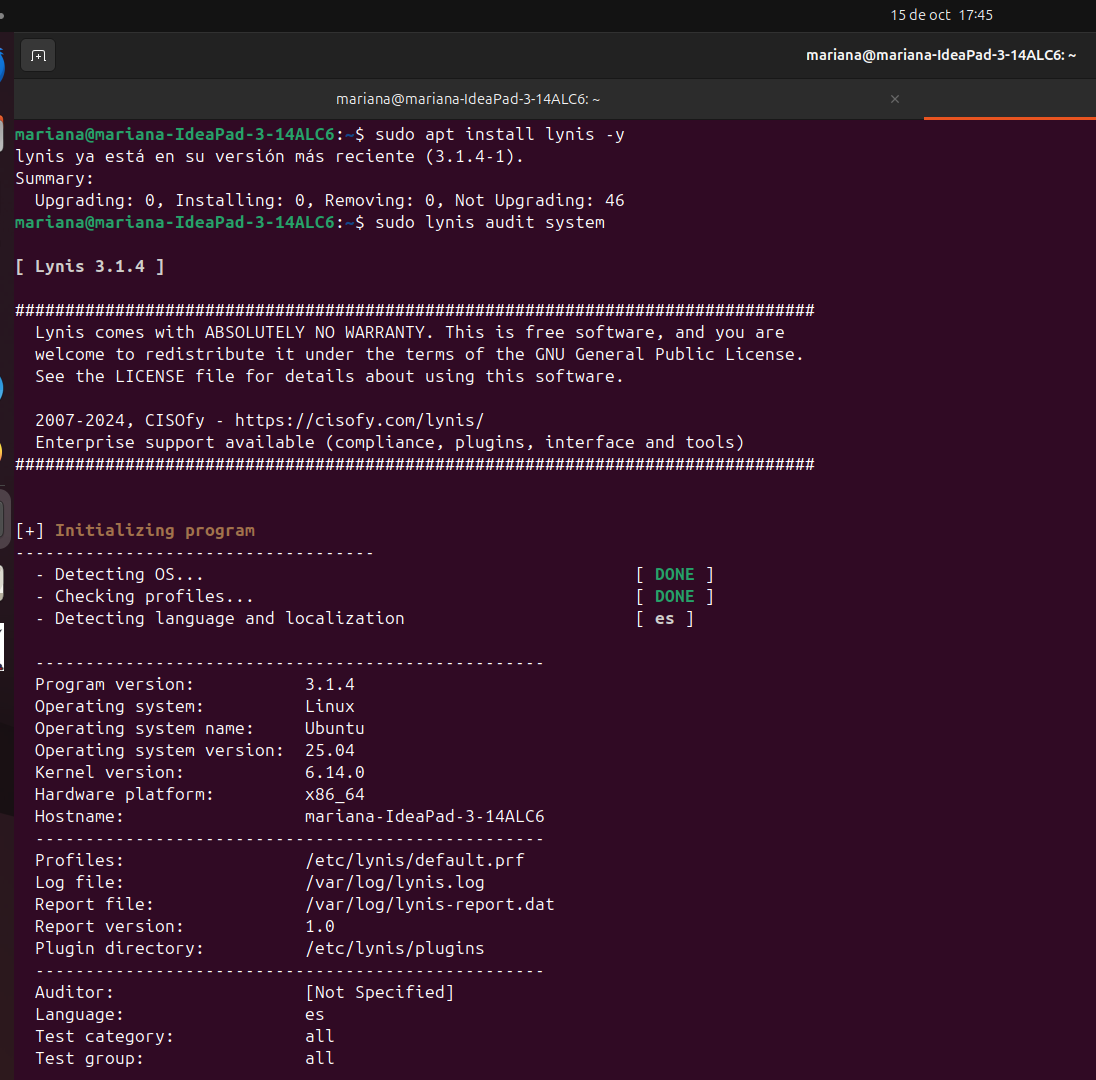 15 de oct 17:45
mariana@mariana-IdeaPad-3-14ALC6: ~
mariana@mariana-IdeaPad-3-14ALC6: ~ ×
mariana@mariana-IdeaPad-3-14ALC6:~$ sudo apt install lynis -y
lynis ya está en su versión más reciente (3.1.4-1).
Summary:
  Upgrading: 0, Installing: 0, Removing: 0, Not Upgrading: 46
mariana@mariana-IdeaPad-3-14ALC6:~$ sudo lynis audit system
[ Lynis 3.1.4 ]
################################################################################
  Lynis comes with ABSOLUTELY NO WARRANTY. This is free software, and you are
  welcome to redistribute it under the terms of the GNU General Public License.
  See the LICENSE file for details about using this software.
  2007-2024, CISOfy - https://cisofy.com/lynis/
  Enterprise support available (compliance, plugins, interface and tools)
################################################################################
[+] Initializing program
------------------------------------
  - Detecting OS...                                           [ DONE ]
  - Checking profiles...                                      [ DONE ]
  - Detecting language and localization                       [ es ]
  ---------------------------------------------------
  Program version:           3.1.4
  Operating system:          Linux
  Operating system name:     Ubuntu
  Operating system version:  25.04
  Kernel version:            6.14.0
  Hardware platform:         x86_64
  Hostname:                  mariana-IdeaPad-3-14ALC6
  ---------------------------------------------------
  Profiles:                  /etc/lynis/default.prf
  Log file:                  /var/log/lynis.log
  Report file:               /var/log/lynis-report.dat
  Report version:            1.0
  Plugin directory:          /etc/lynis/plugins
  ---------------------------------------------------
  Auditor:                   [Not Specified]
  Language:                  es
  Test category:             all
  Test group:                all